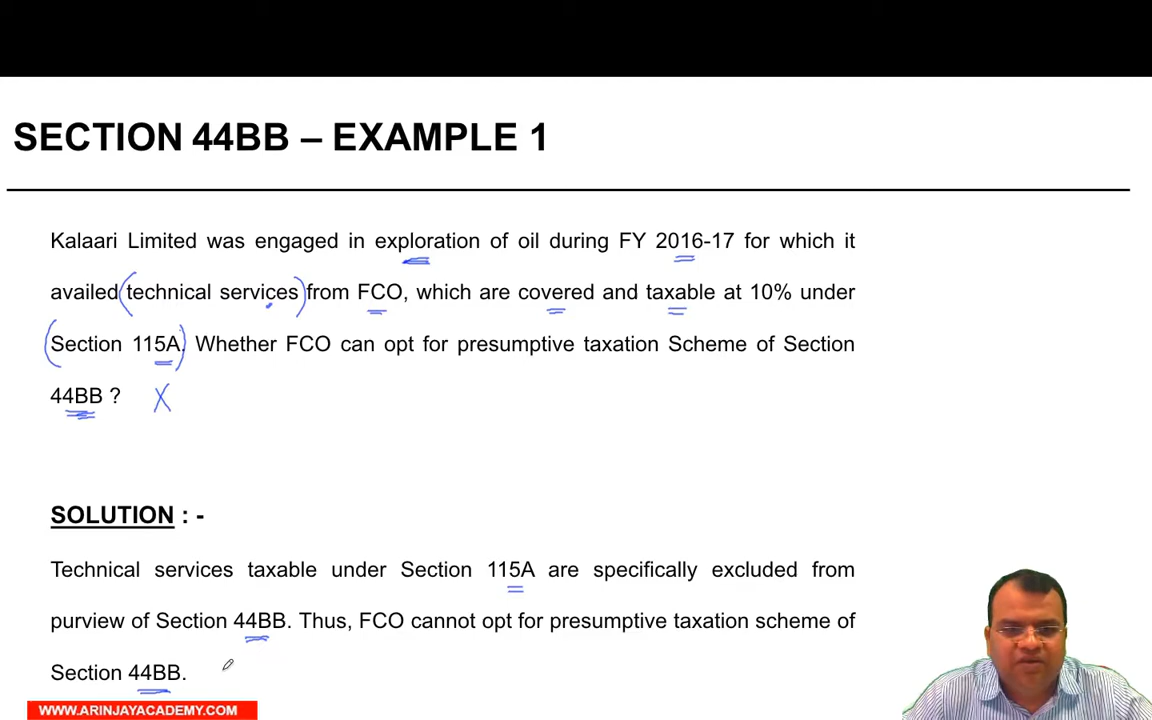 SECTION 44BB – EXAMPLE 1
Kalaari Limited was engaged in exploration of oil during FY 2016-17 for which it
availed (technical services) from FCO, which are covered and taxable at 10% under
(Section 115A). Whether FCO can opt for presumptive taxation Scheme of Section
44BB ? X
SOLUTION : -
Technical services taxable under Section 115A are specifically excluded from
purview of Section 44BB. Thus, FCO cannot opt for presumptive taxation scheme of
Section 44BB.
WWW.ARINJAYACADEMY.COM